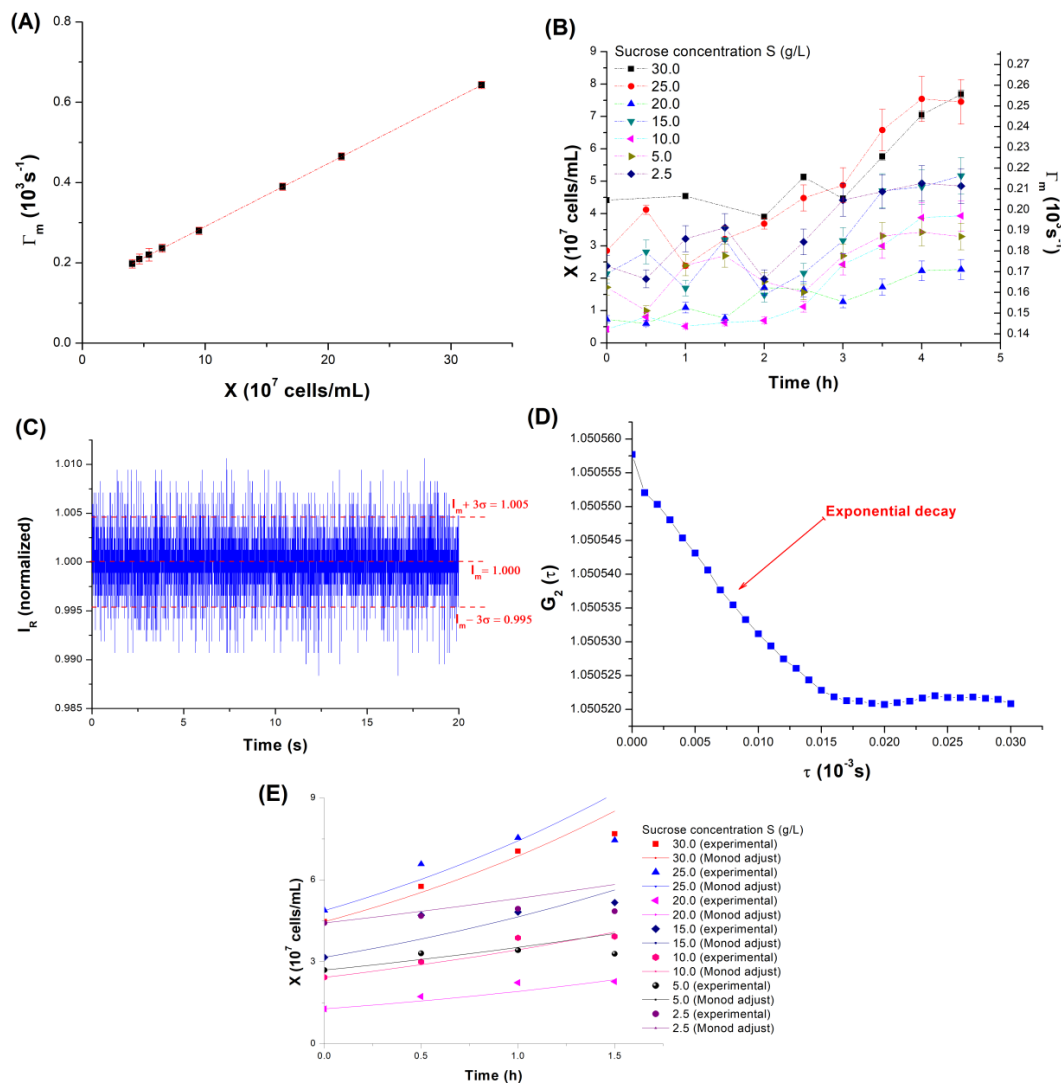 (A)
0.8
0.6
0.4
0.2
0.0
Γm (10³s⁻¹)
0 10 20 30
X (10⁷ cells/mL)
(B)
Sucrose concentration S (g/L)
30.0
25.0
20.0
15.0
10.0
5.0
2.5
9
8
7
6
5
4
3
2
1
0
X (10⁷ cells/mL)
0.27
0.26
0.25
0.24
0.23
0.22
0.21
0.20
0.19
0.18
0.17
0.16
0.15
0.14
Γm (10³s⁻¹)
0 1 2 3 4 5
Time (h)
(C)
1.010
1.005
1.000
0.995
0.990
0.985
I_R (normalized)
I_m + 3σ = 1.005
I_m = 1.000
I_m − 3σ = 0.995
0 5 10 15 20
Time (s)
(D)
1.050560
1.050555
1.050550
1.050545
1.050540
1.050535
1.050530
1.050525
1.050520
G₂ (τ)
Exponential decay
0.000 0.005 0.010 0.015 0.020 0.025 0.030
τ (10⁻³s)
(E)
9
6
3
0
X (10⁷ cells/mL)
0.0 0.5 1.0 1.5
Time (h)
Sucrose concentration S (g/L)
30.0 (experimental)
30.0 (Monod adjust)
25.0 (experimental)
25.0 (Monod adjust)
20.0 (experimental)
20.0 (Monod adjust)
15.0 (experimental)
15.0 (Monod adjust)
10.0 (experimental)
10.0 (Monod adjust)
5.0 (experimental)
5.0 (Monod adjust)
2.5 (experimental)
2.5 (Monod adjust)